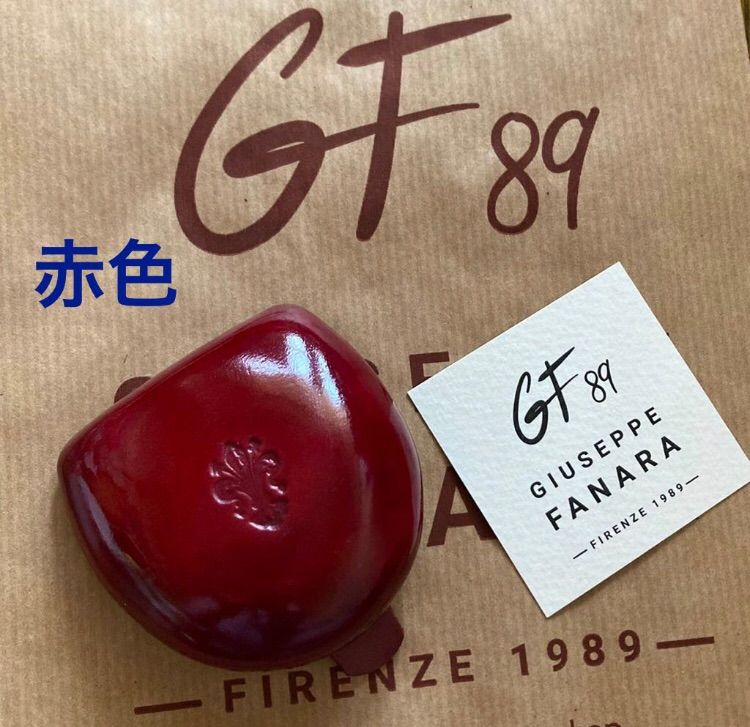 GF 89
赤色
GF 89
GIUSEPPE
FANARA
— FIRENZE 1989 —
— FIRENZE 1989 —